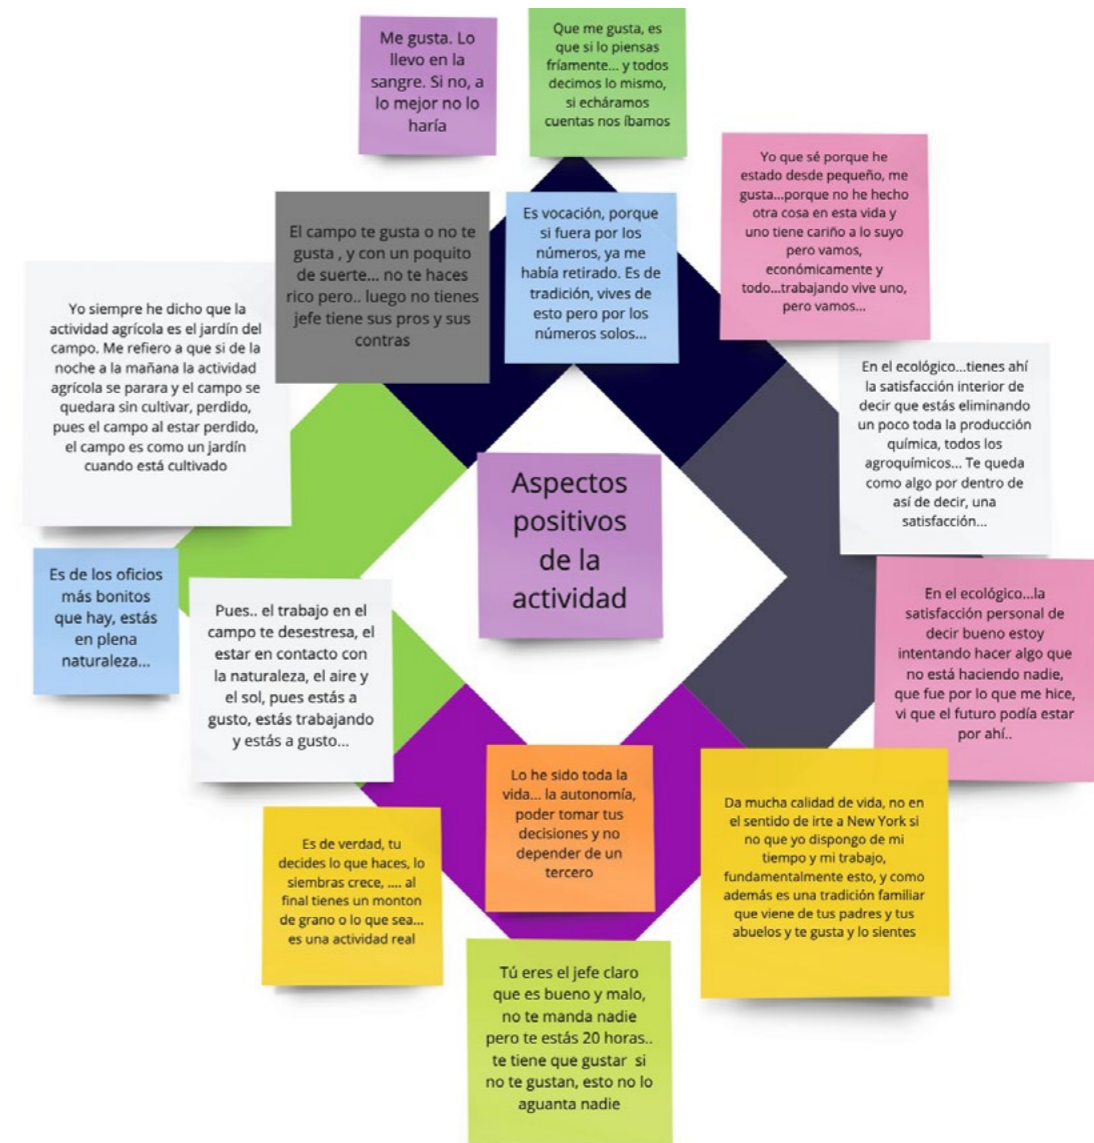 Me gusta. Lo
llevo en la
sangre. Si no, a
lo mejor no lo
haría
Que me gusta, es
que si lo piensas
fríamente... y todos
decimos lo mismo,
si echáramos
cuentas nos íbamos
Yo que sé porque he
estado desde pequeño, me
gusta...porque no he hecho
otra cosa en esta vida y
uno tiene cariño a lo suyo
pero vamos,
económicamente y
todo...trabajando vive uno,
pero vamos...
El campo te gusta o no te
gusta , y con un poquito
de suerte... no te haces
rico pero.. luego no tienes
jefe tiene sus pros y sus
contras
Es vocación, porque
si fuera por los
números, ya me
había retirado. Es de
tradición, vives de
esto pero por los
números solos...
Yo siempre he dicho que la
actividad agrícola es el jardín del
campo. Me refiero a que si de la
noche a la mañana la actividad
agrícola se parara y el campo se
quedara sin cultivar, perdido,
pues el campo al estar perdido,
el campo es como un jardín
cuando está cultivado
En el ecológico...tienes ahí
la satisfacción interior de
decir que estás eliminando
un poco toda la producción
química, todos los
agroquímicos... Te queda
como algo por dentro de
así de decir, una
satisfacción...
Aspectos
positivos
de la
actividad
Es de los oficios
más bonitos
que hay, estás
en plena
naturaleza...
Pues.. el trabajo en el
campo te desestresa, el
estar en contacto con
la naturaleza, el aire y
el sol, pues estás a
gusto, estás trabajando
y estás a gusto...
En el ecológico...la
satisfacción personal de
decir bueno estoy
intentando hacer algo que
no está haciendo nadie,
que fue por lo que me hice,
vi que el futuro podía estar
por ahí..
Lo he sido toda la
vida... la autonomía,
poder tomar tus
decisiones y no
depender de un
tercero
Da mucha calidad de vida, no en
el sentido de irte a New York si
no que yo dispongo de mi
tiempo y mi trabajo,
fundamentalmente esto, y como
además es una tradición familiar
que viene de tus padres y tus
abuelos y te gusta y lo sientes
Es de verdad, tu
decides lo que haces, lo
siembras crece, .... al
final tienes un monton
de grano o lo que sea...
es una actividad real
Tú eres el jefe claro
que es bueno y malo,
no te manda nadie
pero te estás 20 horas..
te tiene que gustar si
no te gustan, esto no lo
aguanta nadie